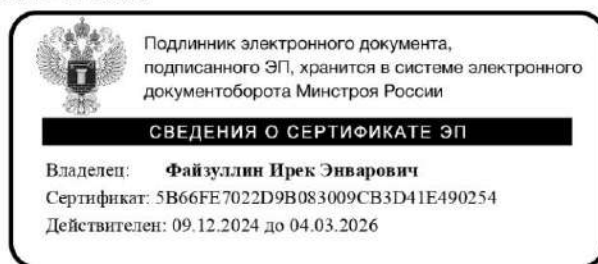 Подлинник электронного документа,
подписанного ЭП, хранится в системе электронного
документоборота Минстроя России
СВЕДЕНИЯ О СЕРТИФИКАТЕ ЭП
Владелец: Файзуллин Ирек Энварович
Сертификат: 5B66FE7022D9B083009CB3D41E490254
Действителен: 09.12.2024 до 04.03.2026